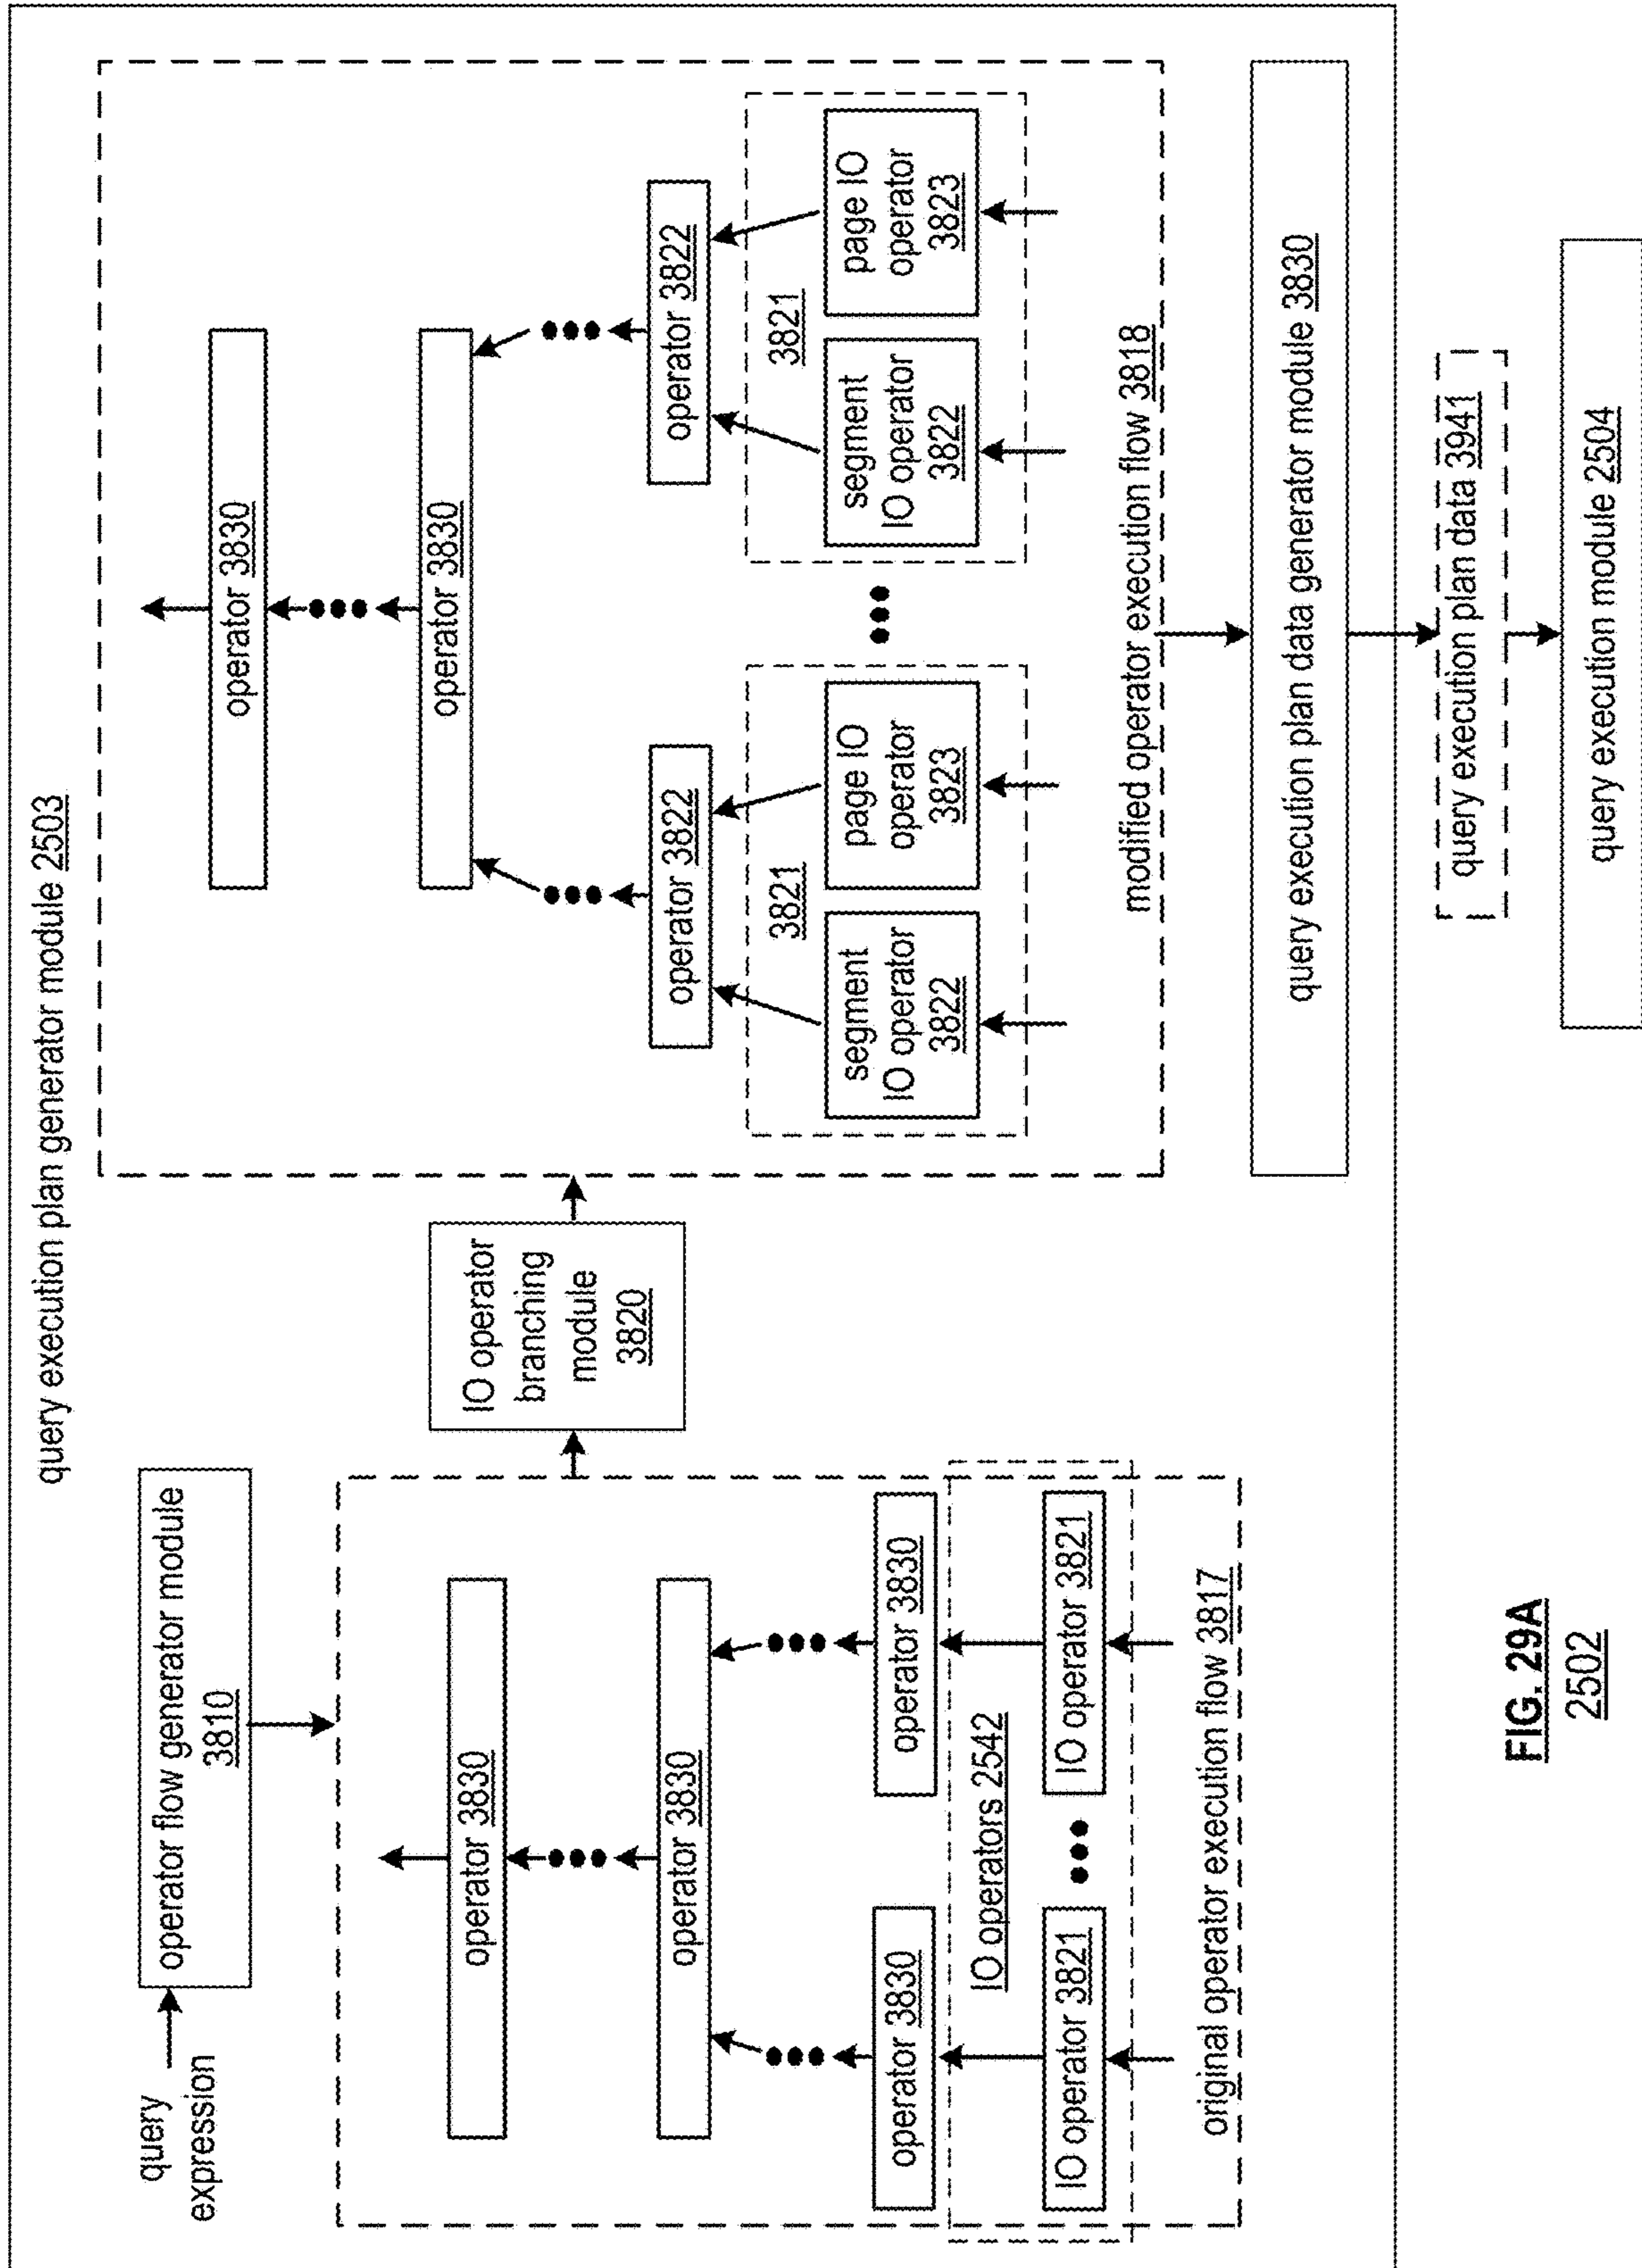 query execution plan generator module 2503
query
expression
operator flow generator module
3810
operator 3830
operator 3830
operator 3830
operator 3830
IO operators 2542
IO operator 3821
IO operator 3821
original operator execution flow 3817
IO operator
branching
module
3820
operator 3830
operator 3830
operator 3822
operator 3822
3821
3821
segment
IO operator
3822
page IO
operator
3823
segment
IO operator
3822
page IO
operator
3823
modified operator execution flow 3818
query execution plan data generator module 3830
query execution plan data 3941
query execution module 2504
FIG. 29A
2502